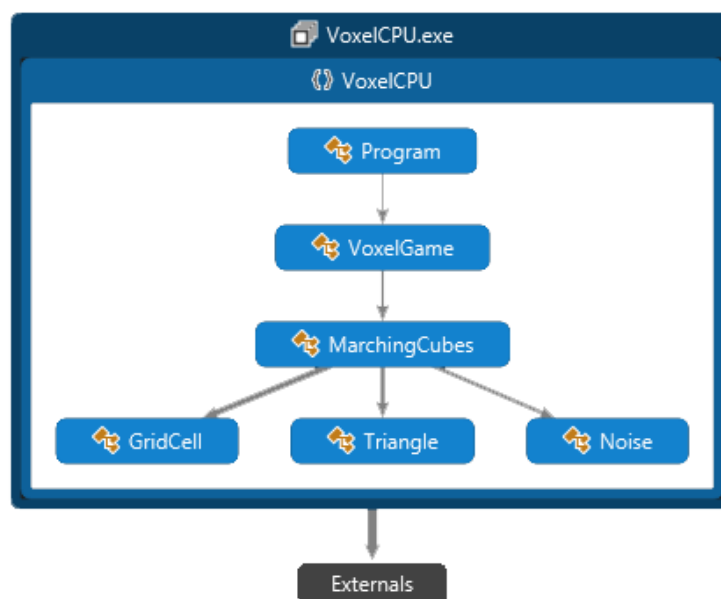 VoxelCPU.exe
VoxelCPU
Program
VoxelGame
MarchingCubes
GridCell
Triangle
Noise
Externals